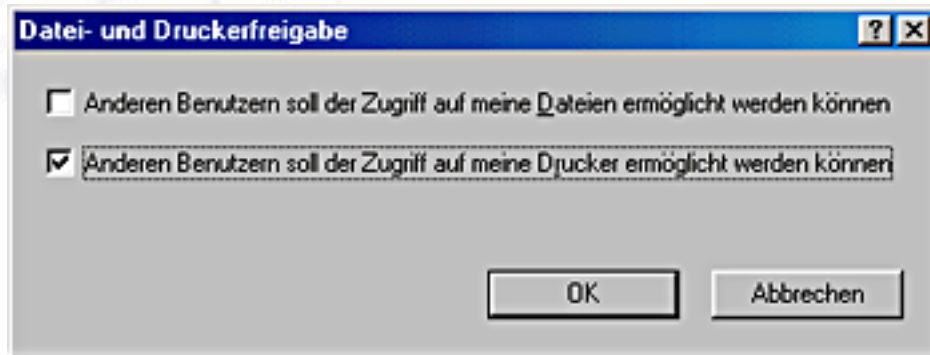 Datei- und Druckerfreigabe
Anderen Benutzern soll der Zugriff auf meine Dateien ermöglicht werden können
Anderen Benutzern soll der Zugriff auf meine Drucker ermöglicht werden können
OK Abbrechen